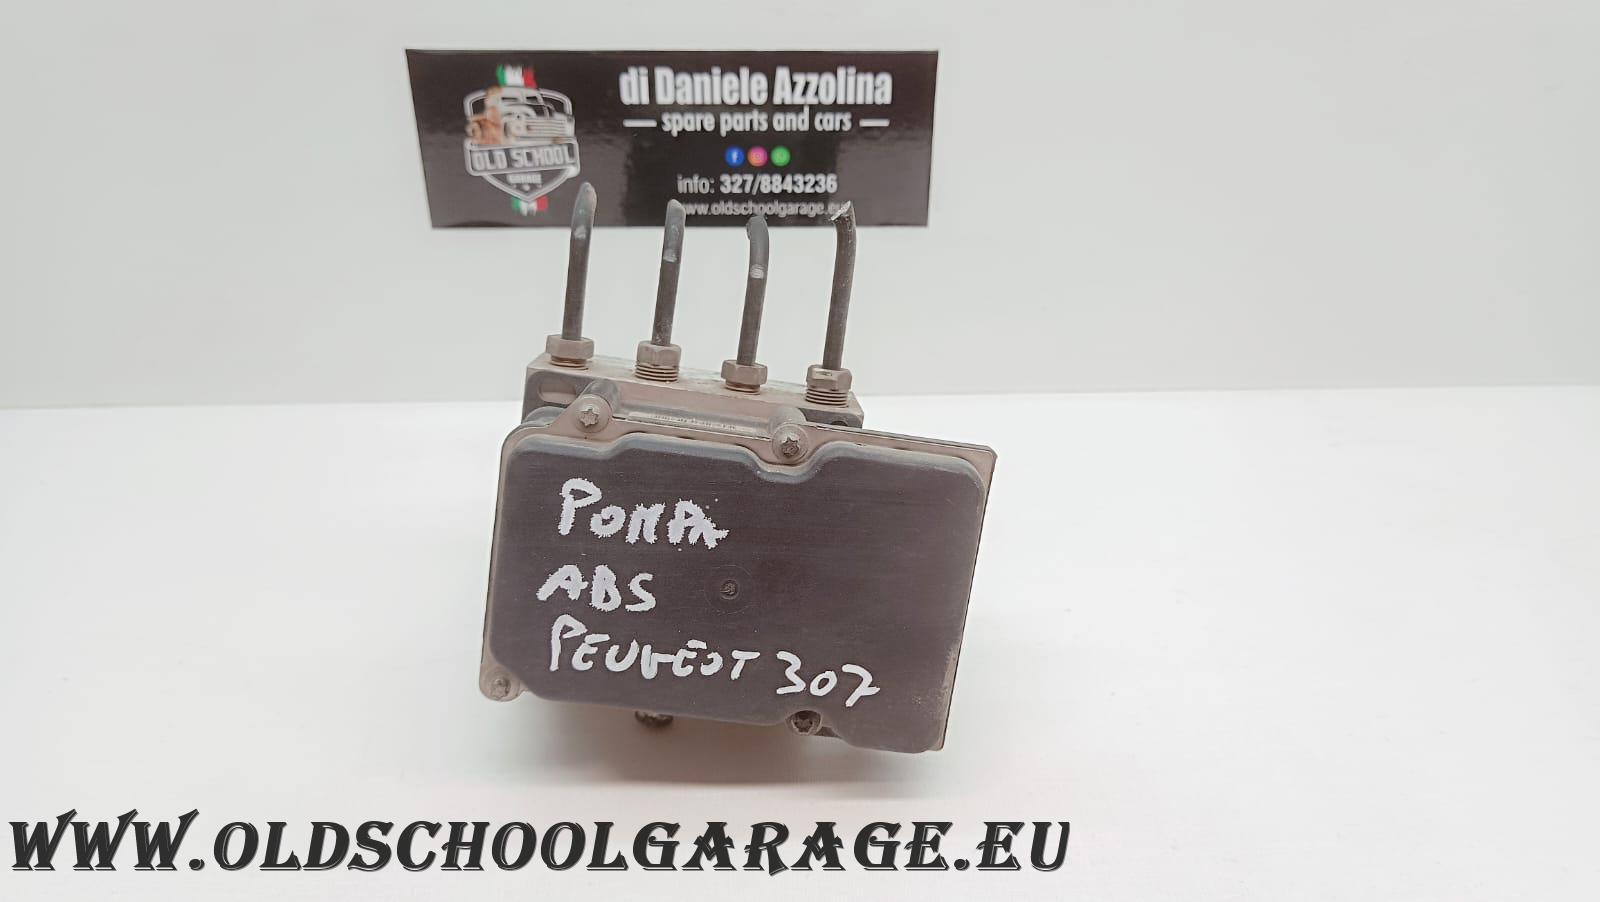 di Daniele Azzolina
spare parts and cars
OLD SCHOOL
GARAGE
info: 327/8843236
www.oldschoolgarage.eu
POMPA
ABS
PEUGEOT 307
WWW.OLDSCHOOLGARAGE.EU